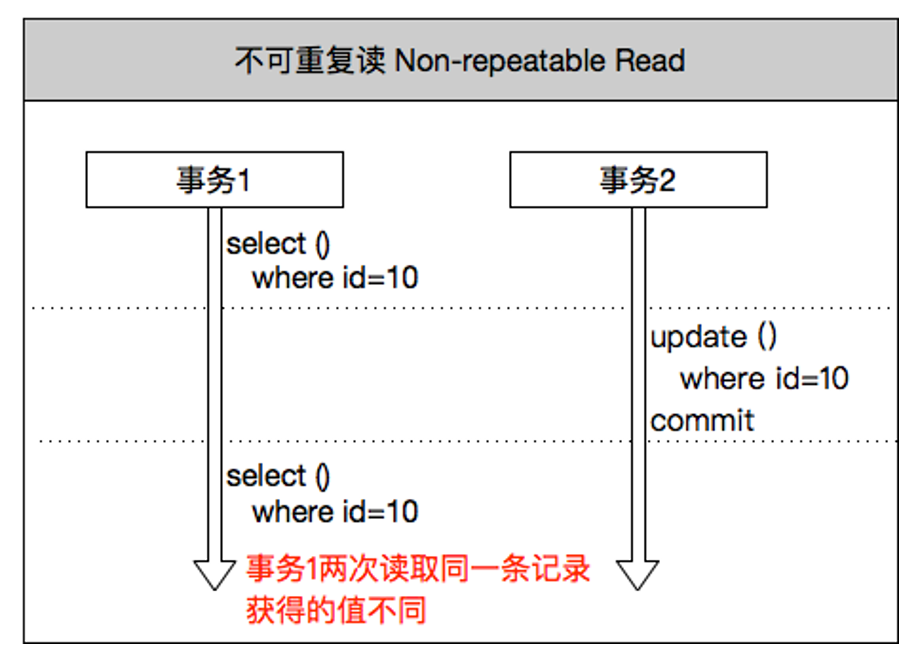 不可重复读 Non-repeatable Read
事务1
事务2
select ()
where id=10
update ()
where id=10
commit
select ()
where id=10
事务1两次读取同一条记录
获得的值不同